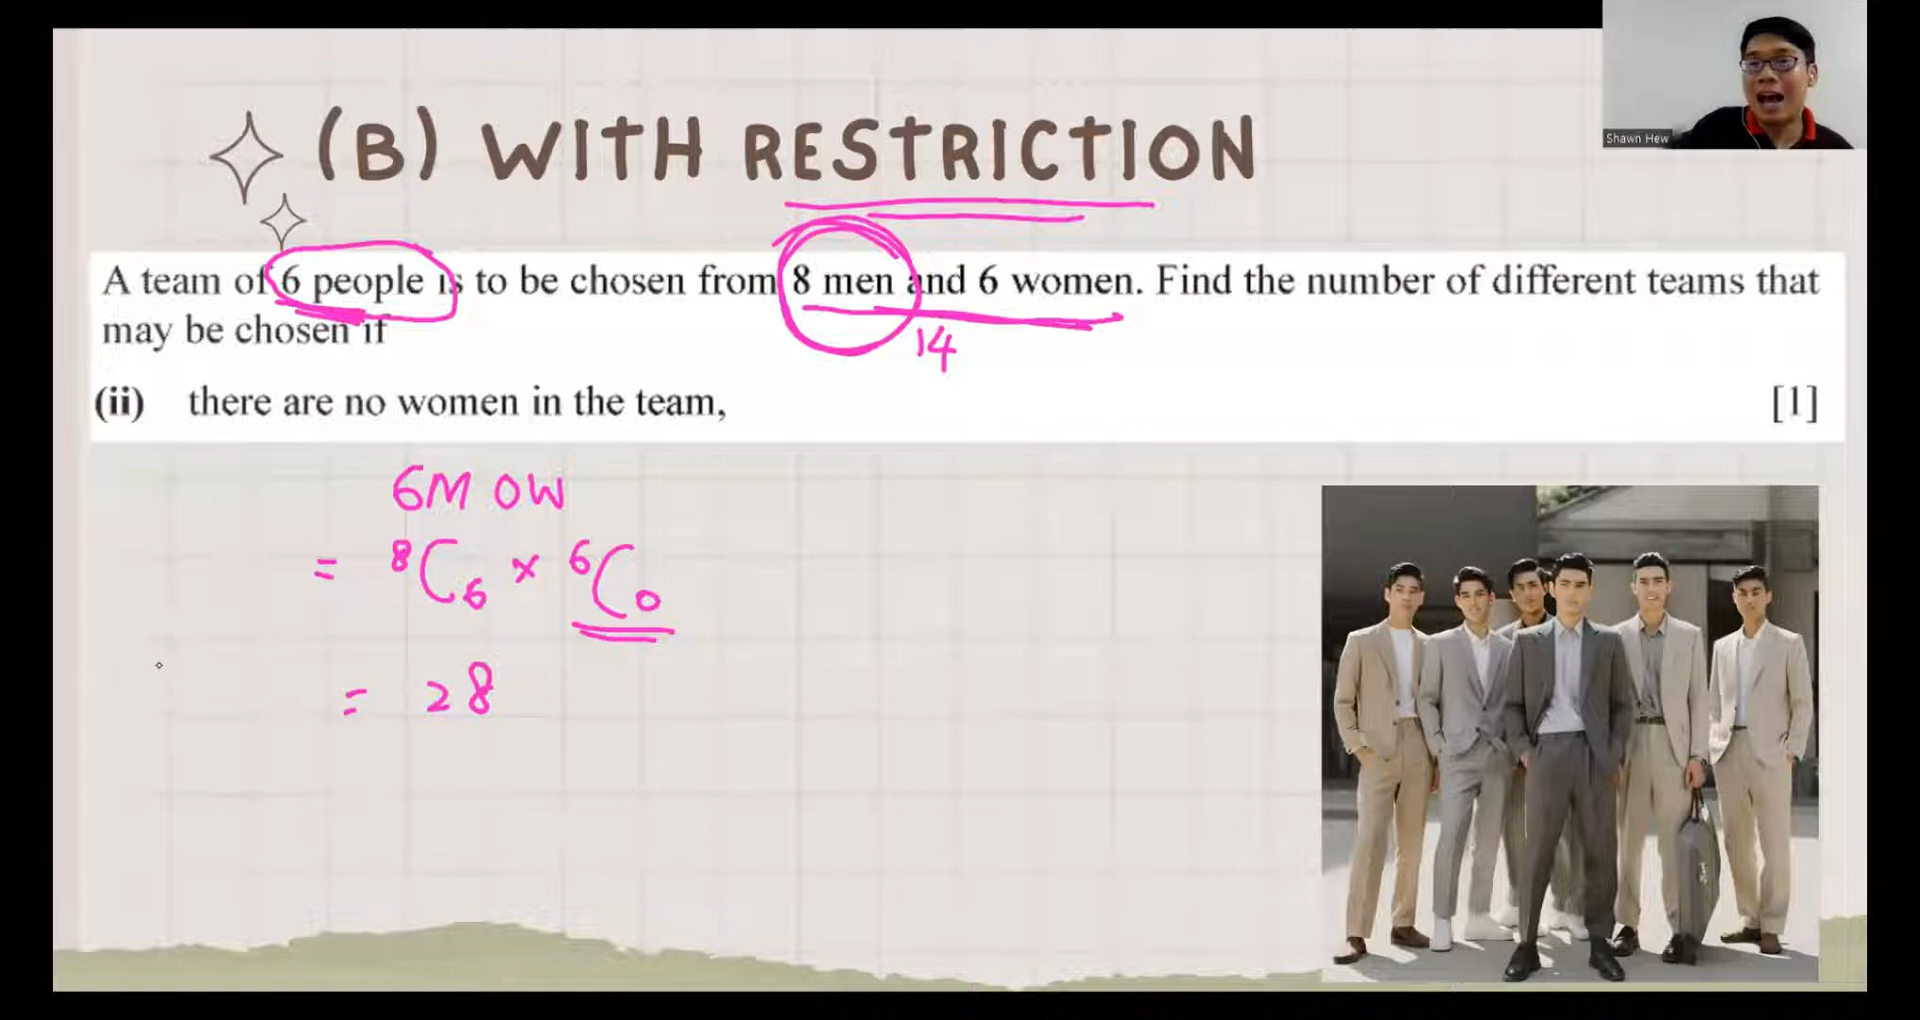 Shawn Hew
(B) WITH RESTRICTION
A team of 6 people is to be chosen from 8 men and 6 women. Find the number of different teams that
may be chosen if
14
(ii) there are no women in the team, [1]
6M 0W
= ⁸C₆ × ⁶C₀
= 28